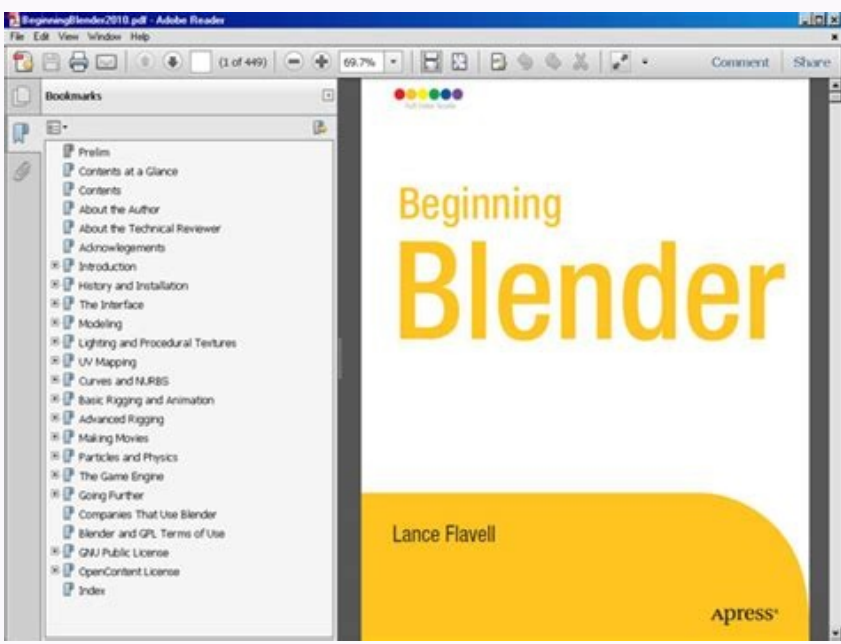 BeginningBlender2010.pdf - Adobe Reader
File Edit View Window Help
(1 of 449) 69.7% Comment Share
Bookmarks
Prelim
Contents at a Glance
Contents
About the Author
About the Technical Reviewer
Acknowlegements
Introduction
History and Installation
The Interface
Modeling
Lighting and Procedural Textures
UV Mapping
Curves and NURBS
Basic Rigging and Animation
Advanced Rigging
Making Movies
Particles and Physics
The Game Engine
Going Further
Companies That Use Blender
Blender and GPL Terms of Use
GNU Public License
OpenContent License
Index
Beginning
Blender
Lance Flavell
Apress